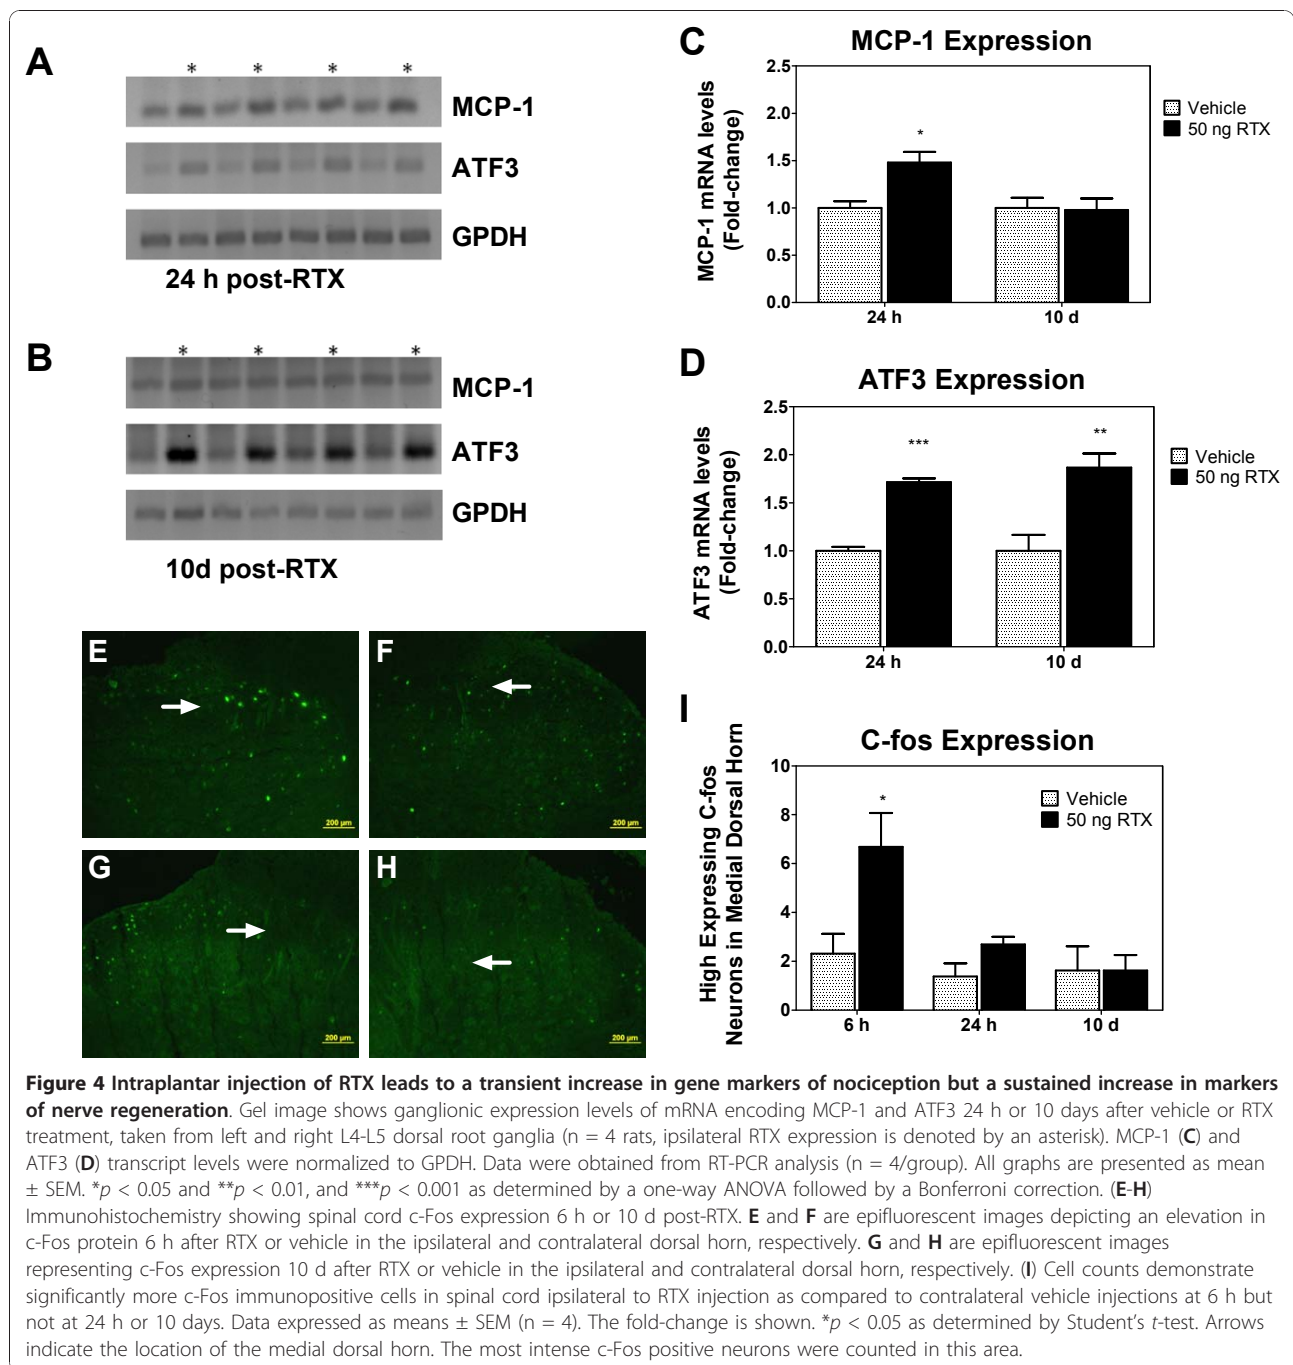 A
* * * *
MCP-1
ATF3
GPDH
24 h post-RTX
B
* * * *
MCP-1
ATF3
GPDH
10d post-RTX
C
MCP-1 Expression
MCP-1 mRNA levels
(Fold-change)
2.5
2.0
1.5
1.0
0.5
0.0
*
24 h
10 d
Vehicle
50 ng RTX
D
ATF3 Expression
ATF3 mRNA levels
(Fold-change)
2.5
2.0
1.5
1.0
0.5
0.0
***
**
24 h
10 d
Vehicle
50 ng RTX
E
200 µm
F
200 µm
G
200 µm
H
200 µm
I
C-fos Expression
High Expressing C-fos
Neurons in Medial Dorsal Horn
10
8
6
4
2
0
*
6 h
24 h
10 d
Vehicle
50 ng RTX
Figure 4 Intraplantar injection of RTX leads to a transient increase in gene markers of nociception but a sustained increase in markers
of nerve regeneration. Gel image shows ganglionic expression levels of mRNA encoding MCP-1 and ATF3 24 h or 10 days after vehicle or RTX
treatment, taken from left and right L4-L5 dorsal root ganglia (n = 4 rats, ipsilateral RTX expression is denoted by an asterisk). MCP-1 (C) and
ATF3 (D) transcript levels were normalized to GPDH. Data were obtained from RT-PCR analysis (n = 4/group). All graphs are presented as mean
± SEM. *p < 0.05 and **p < 0.01, and ***p < 0.001 as determined by a one-way ANOVA followed by a Bonferroni correction. (E-H)
Immunohistochemistry showing spinal cord c-Fos expression 6 h or 10 d post-RTX. E and F are epifluorescent images depicting an elevation in
c-Fos protein 6 h after RTX or vehicle in the ipsilateral and contralateral dorsal horn, respectively. G and H are epifluorescent images
representing c-Fos expression 10 d after RTX or vehicle in the ipsilateral and contralateral dorsal horn, respectively. (I) Cell counts demonstrate
significantly more c-Fos immunopositive cells in spinal cord ipsilateral to RTX injection as compared to contralateral vehicle injections at 6 h but
not at 24 h or 10 days. Data expressed as means ± SEM (n = 4). The fold-change is shown. *p < 0.05 as determined by Student's t-test. Arrows
indicate the location of the medial dorsal horn. The most intense c-Fos positive neurons were counted in this area.